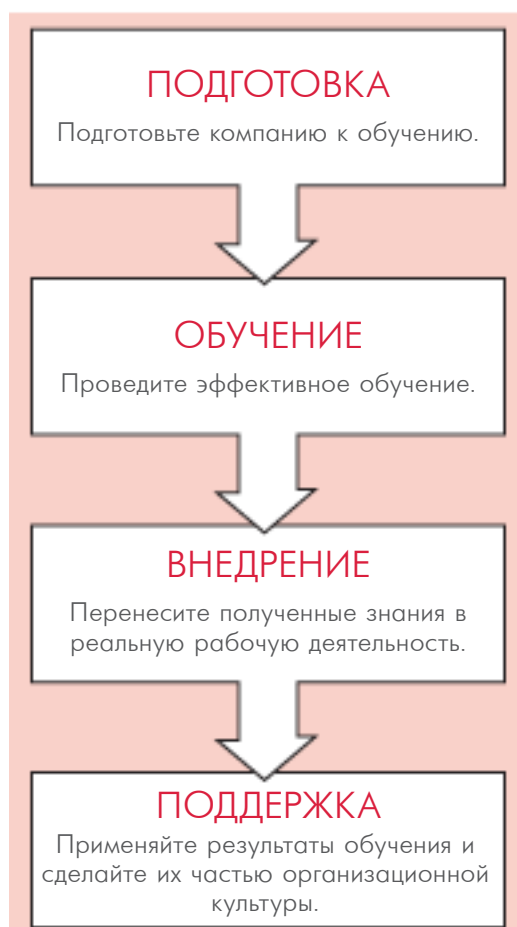 ПОДГОТОВКА
Подготовьте компанию к обучению.
ОБУЧЕНИЕ
Проведите эффективное обучение.
ВНЕДРЕНИЕ
Перенесите полученные знания в
реальную рабочую деятельность.
ПОДДЕРЖКА
Применяйте результаты обучения и
сделайте их частью организационной
культуры.